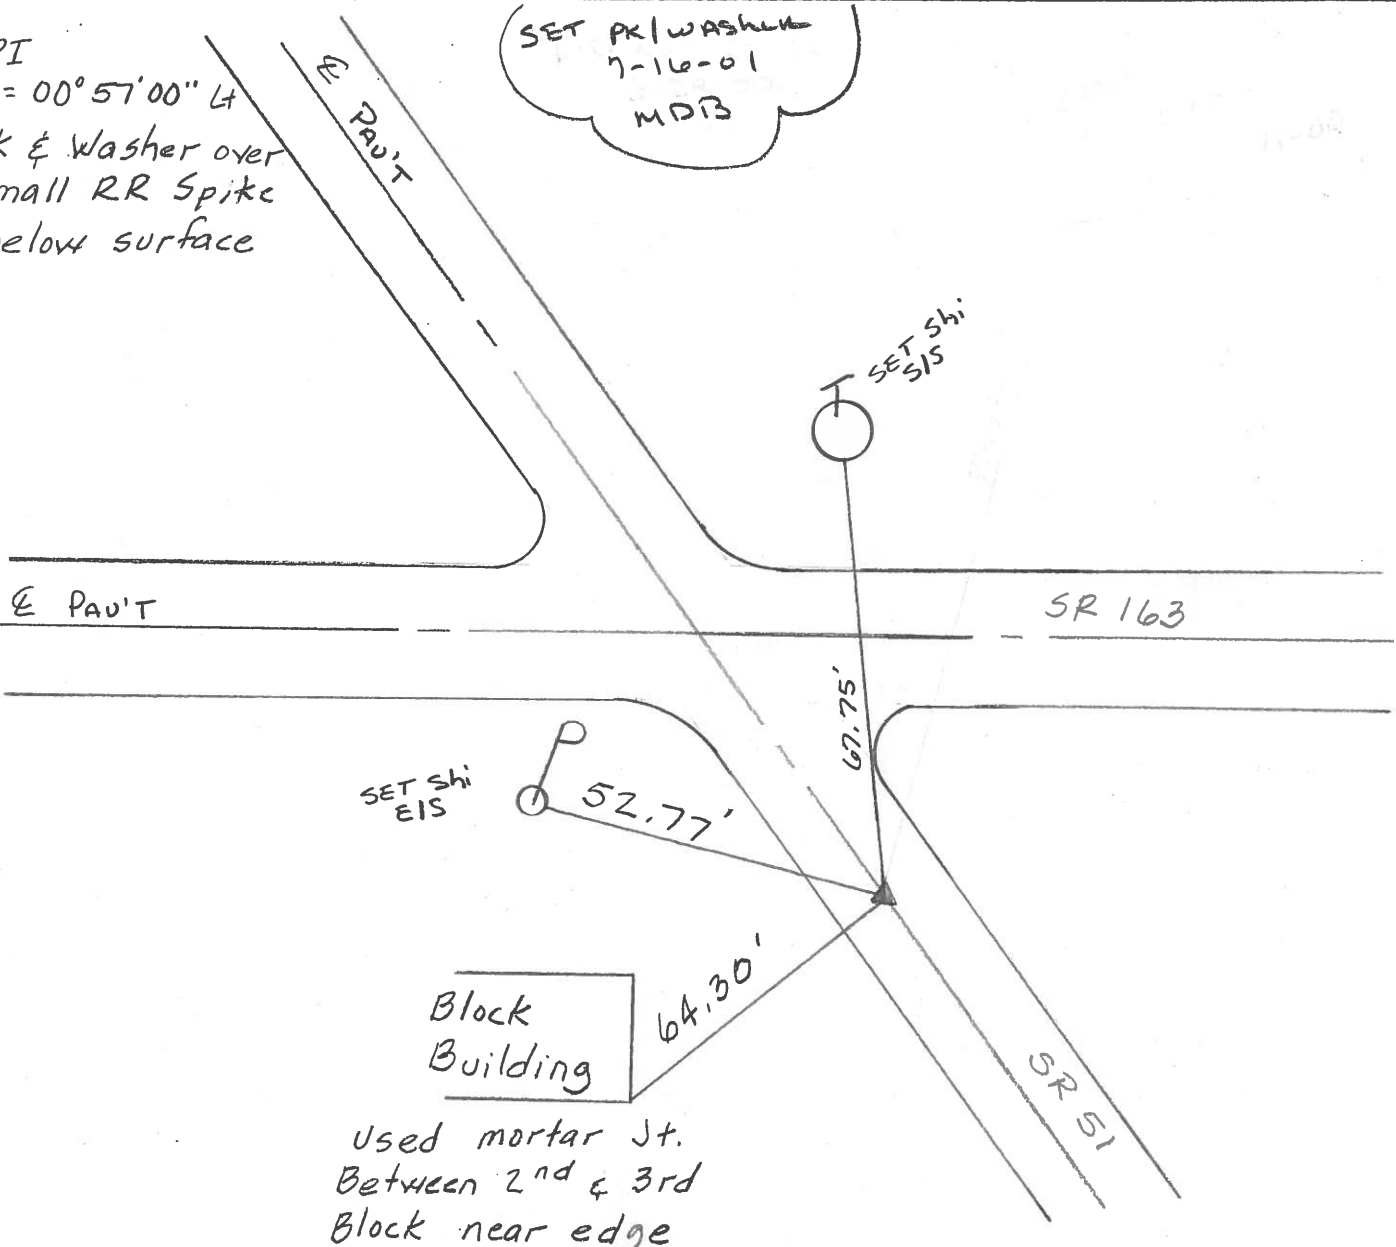 PI
= 00°57'00" Lt
k & Washer over
mall RR Spike
elow surface
SET PK/WASHER
7-16-01
MDB
℄ PAV'T
SET Shi
S/S
℄ PAV'T
SR 163
67.75'
SET Shi
E/S
52.77'
64.30'
Block
Building
SR 51
Used mortar Jt.
Between 2nd & 3rd
Block near edge